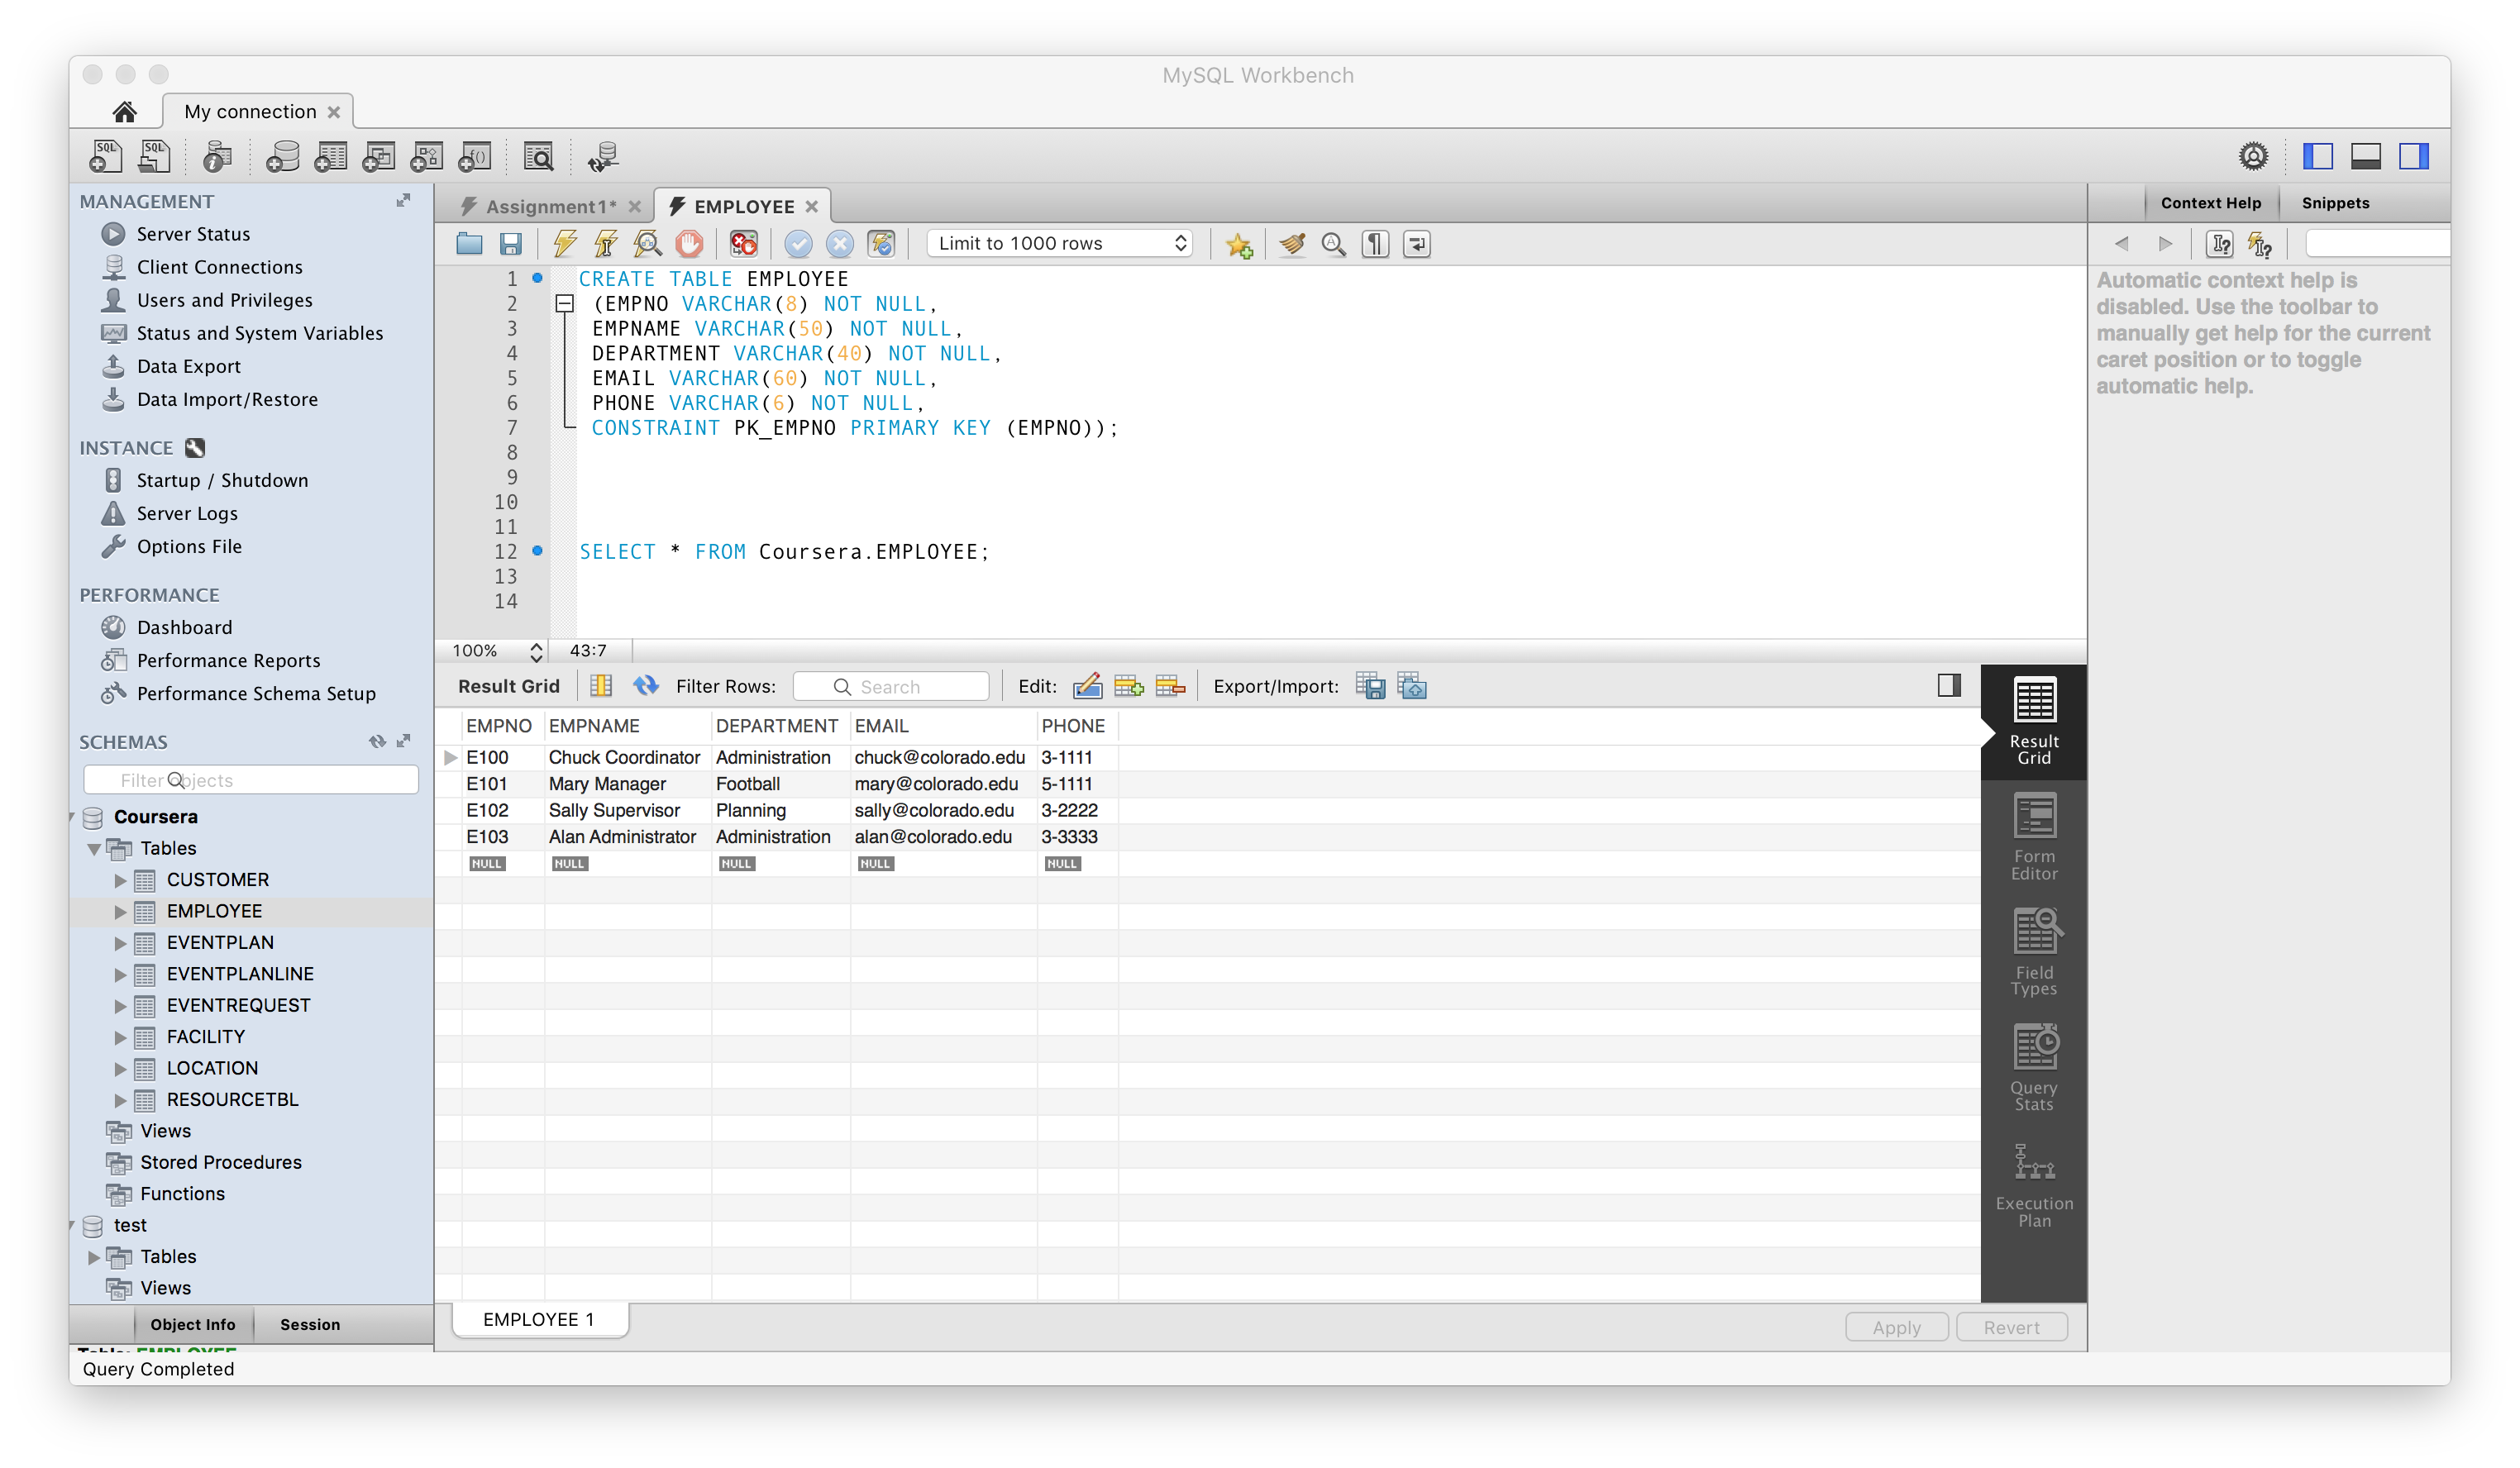 MySQL Workbench
My connection
MANAGEMENT
Server Status
Client Connections
Users and Privileges
Status and System Variables
Data Export
Data Import/Restore
INSTANCE
Startup / Shutdown
Server Logs
Options File
PERFORMANCE
Dashboard
Performance Reports
Performance Schema Setup
SCHEMAS
Filter objects
Coursera
Tables
CUSTOMER
EMPLOYEE
EVENTPLAN
EVENTPLANLINE
EVENTREQUEST
FACILITY
LOCATION
RESOURCETBL
Views
Stored Procedures
Functions
test
Tables
Views
Object Info Session
Table: EMPLOYEE
Query Completed
Assignment1* EMPLOYEE
Limit to 1000 rows
1 CREATE TABLE EMPLOYEE
2 (EMPNO VARCHAR(8) NOT NULL,
3 EMPNAME VARCHAR(50) NOT NULL,
4 DEPARTMENT VARCHAR(40) NOT NULL,
5 EMAIL VARCHAR(60) NOT NULL,
6 PHONE VARCHAR(6) NOT NULL,
7 CONSTRAINT PK_EMPNO PRIMARY KEY (EMPNO));
8
9
10
11
12 SELECT * FROM Coursera.EMPLOYEE;
13
14
100% 43:7
Result Grid Filter Rows: Search Edit: Export/Import:
EMPNO EMPNAME DEPARTMENT EMAIL PHONE
E100 Chuck Coordinator Administration chuck@colorado.edu 3-1111
E101 Mary Manager Football mary@colorado.edu 5-1111
E102 Sally Supervisor Planning sally@colorado.edu 3-2222
E103 Alan Administrator Administration alan@colorado.edu 3-3333
NULL NULL NULL NULL NULL
Result
Grid
Form
Editor
Field
Types
Query
Stats
Execution
Plan
EMPLOYEE 1
Apply Revert
Context Help Snippets
Automatic context help is
disabled. Use the toolbar to
manually get help for the current
caret position or to toggle
automatic help.